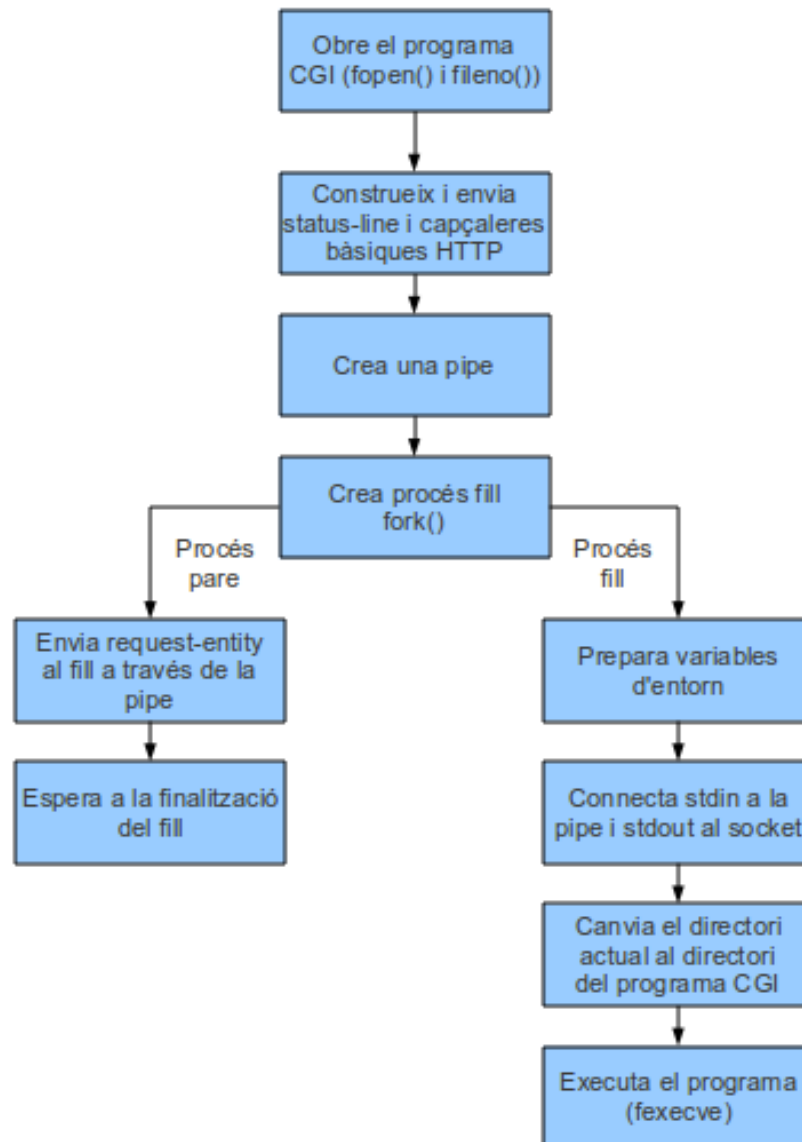 Obre el programa
CGI (fopen() i fileno())
Construeix i envia
status-line i capçaleres
bàsiques HTTP
Crea una pipe
Crea procés fill
fork()
Procés
pare
Procés
fill
Envia request-entity
al fill a través de la
pipe
Espera a la finalització
del fill
Prepara variables
d'entorn
Connecta stdin a la
pipe i stdout al socket
Canvia el directori
actual al directori
del programa CGI
Executa el programa
(fexecve)